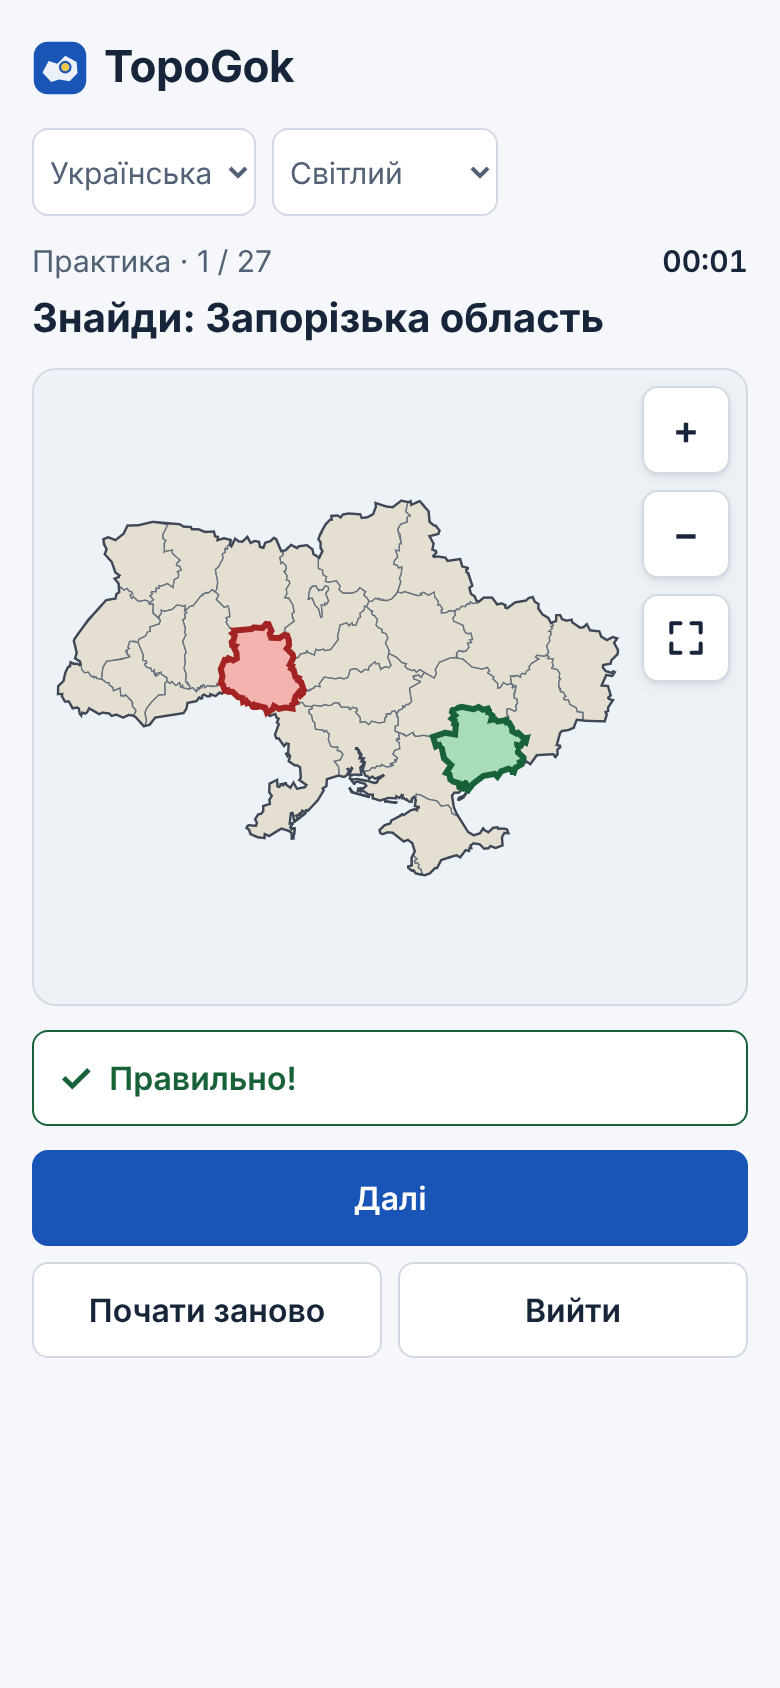 TopoGok
Українська
Світлий
Практика · 1 / 27
00:01
Знайди: Запорізька область
+
−
✓ Правильно!
Далі
Почати заново
Вийти